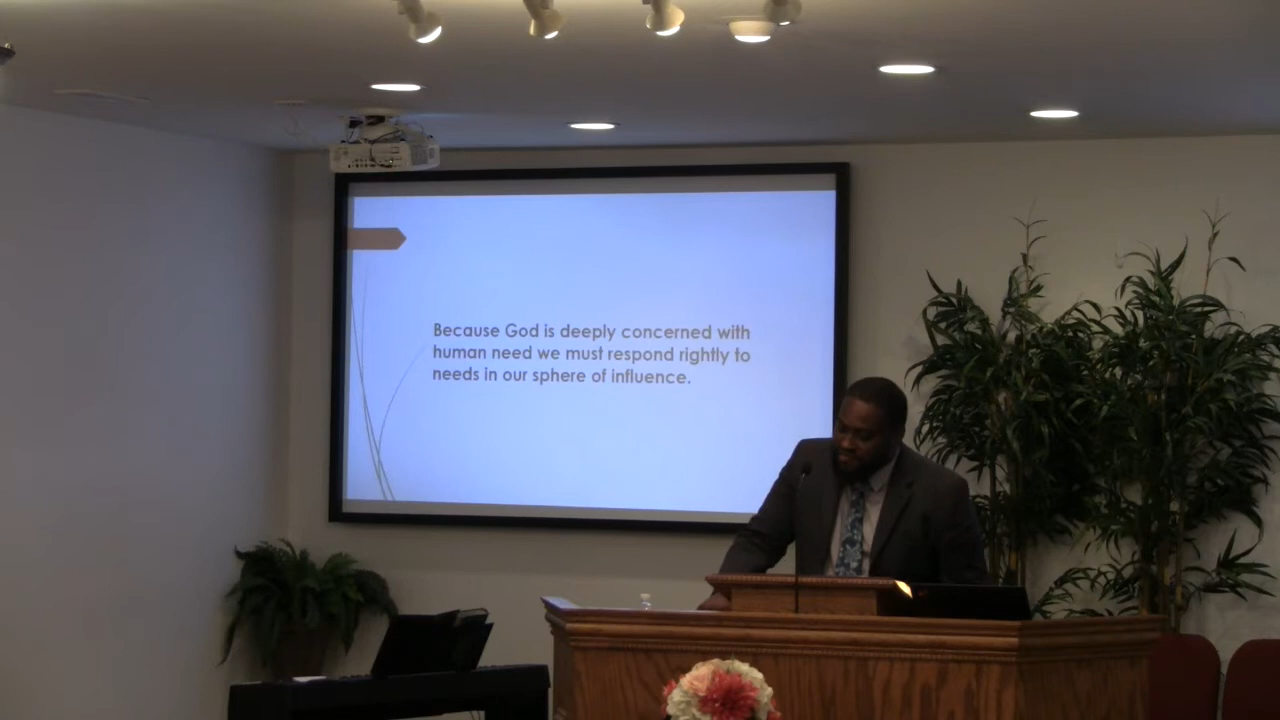 Because God is deeply concerned with
human need we must respond rightly to
needs in our sphere of influence.